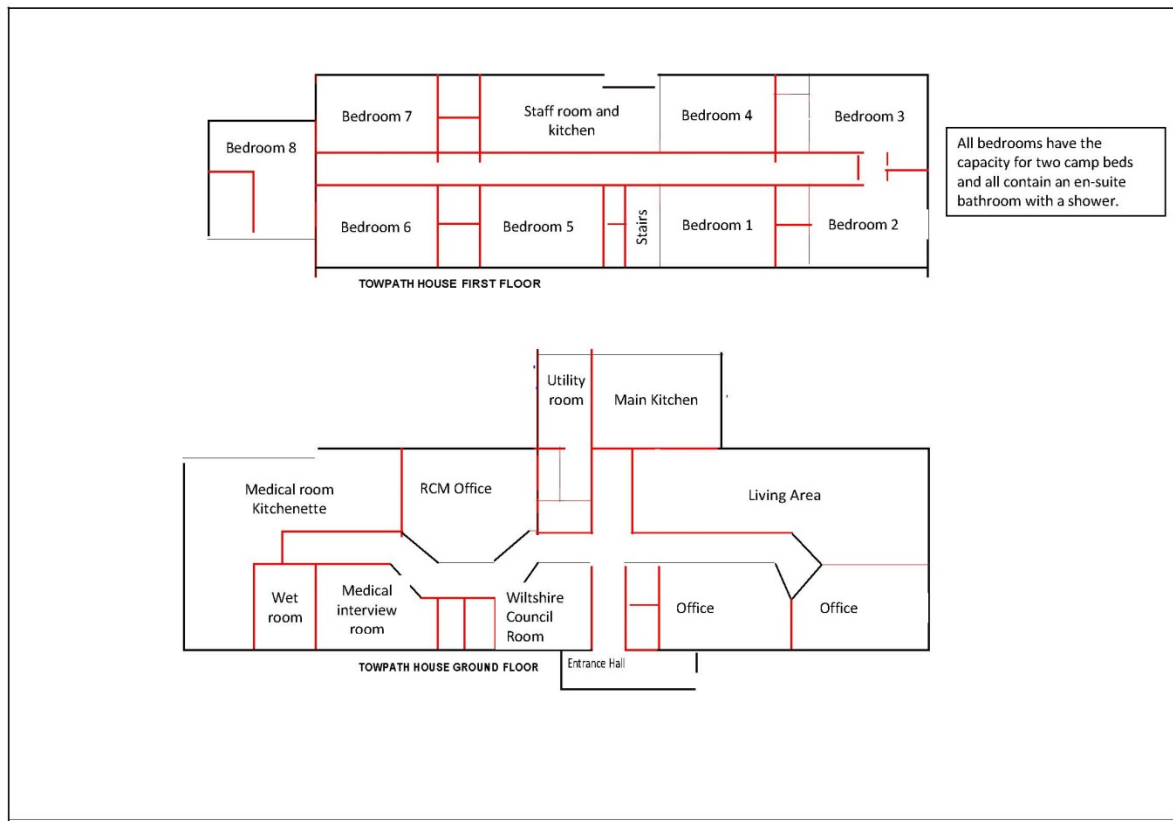 Bedroom 7
Staff room and
kitchen
Bedroom 4
Bedroom 3
Bedroom 8
All bedrooms have the
capacity for two camp beds
and all contain an en-suite
bathroom with a shower.
Bedroom 6
Bedroom 5
Stairs
Bedroom 1
Bedroom 2
TOWPATH HOUSE FIRST FLOOR
Utility
room
Main Kitchen
Medical room
Kitchenette
RCM Office
Living Area
Wet
room
Medical
interview
room
Wiltshire
Council
Room
Office
Office
Entrance Hall
TOWPATH HOUSE GROUND FLOOR